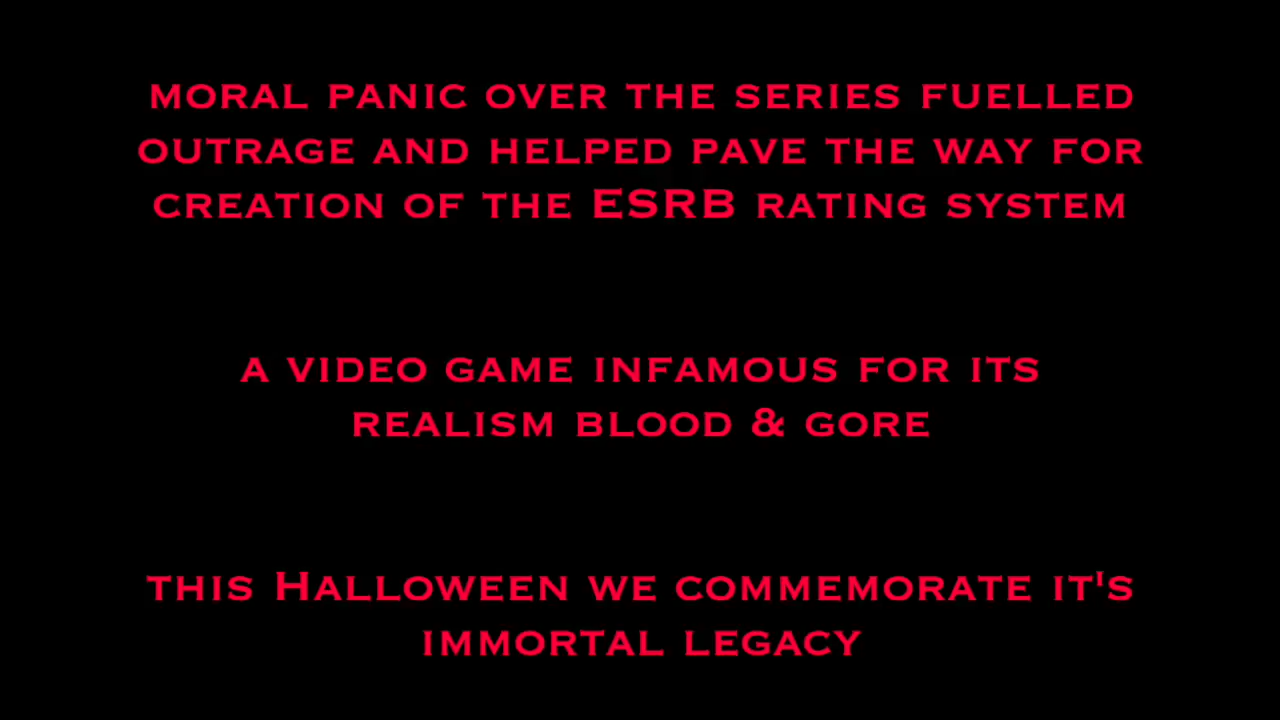 MORAL PANIC OVER THE SERIES FUELLED
OUTRAGE AND HELPED PAVE THE WAY FOR
CREATION OF THE ESRB RATING SYSTEM
A VIDEO GAME INFAMOUS FOR ITS
REALISM BLOOD & GORE
THIS HALLOWEEN WE COMMEMORATE IT'S
IMMORTAL LEGACY